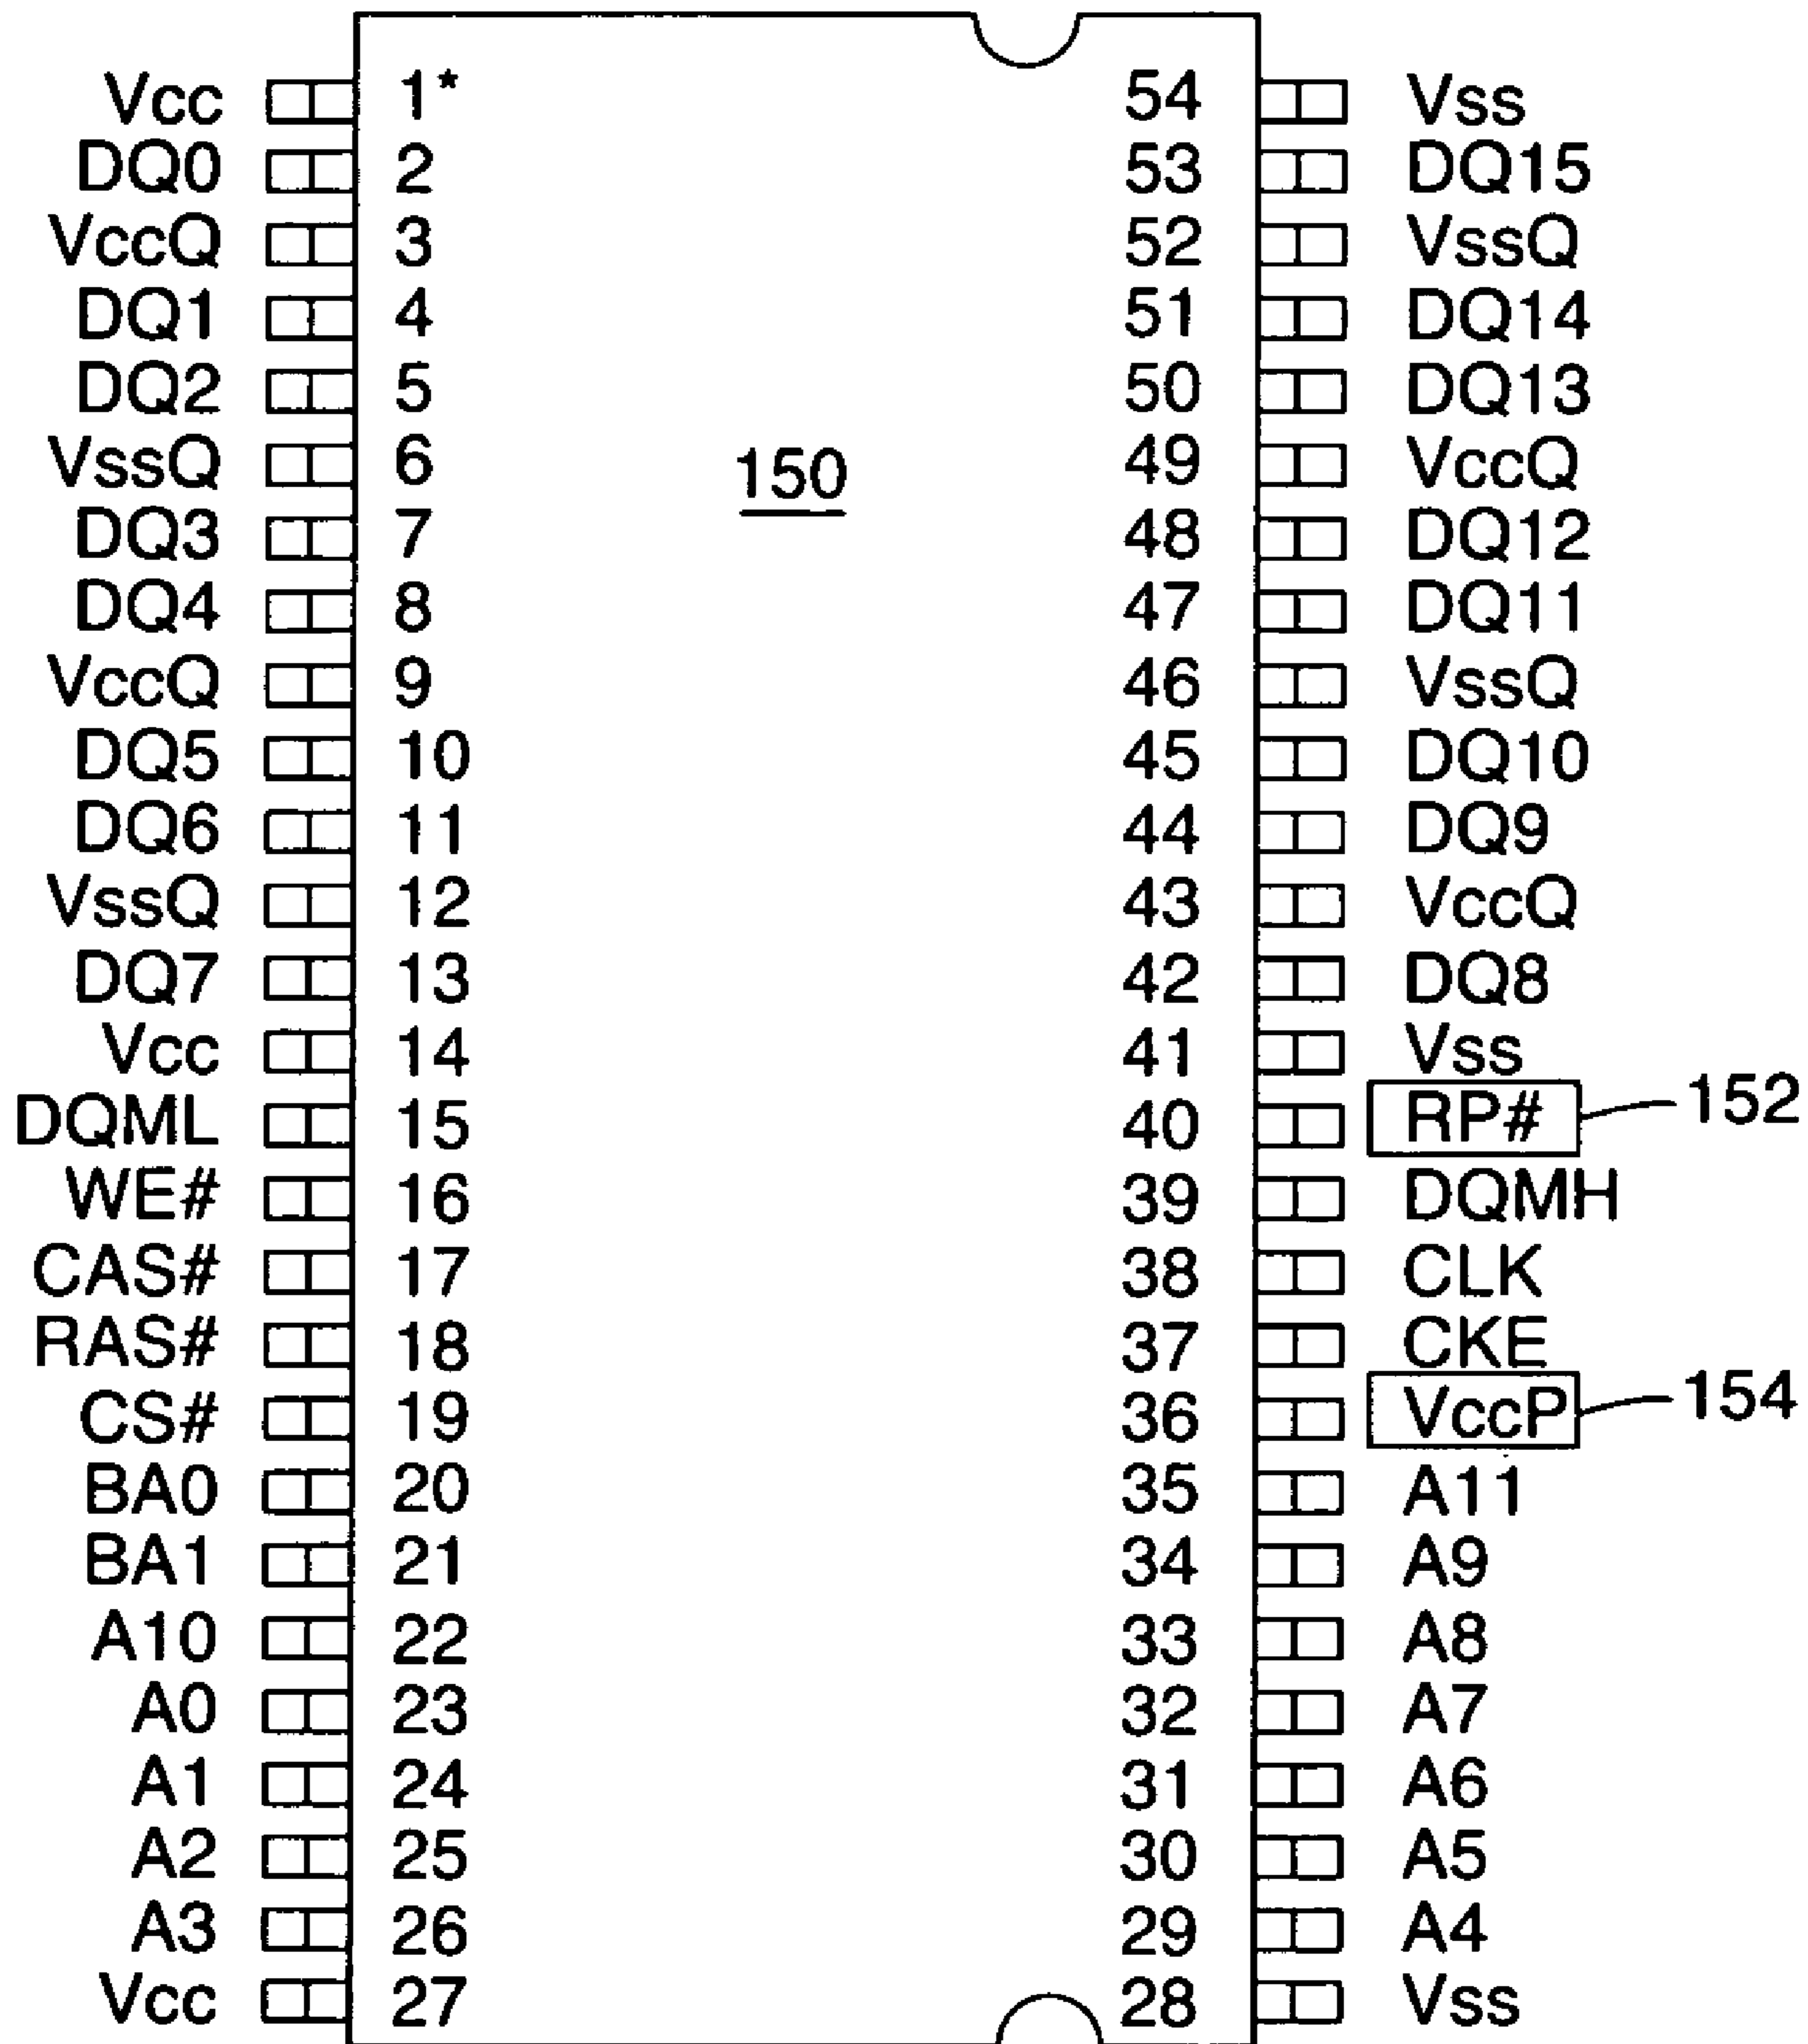 Vcc 1* 54 Vss
DQ0 2 53 DQ15
VccQ 3 52 VssQ
DQ1 4 51 DQ14
DQ2 5 50 DQ13
VssQ 6 150 49 VccQ
DQ3 7 48 DQ12
DQ4 8 47 DQ11
VccQ 9 46 VssQ
DQ5 10 45 DQ10
DQ6 11 44 DQ9
VssQ 12 43 VccQ
DQ7 13 42 DQ8
Vcc 14 41 Vss
DQML 15 40 RP# 152
WE# 16 39 DQMH
CAS# 17 38 CLK
RAS# 18 37 CKE
CS# 19 36 VccP 154
BA0 20 35 A11
BA1 21 34 A9
A10 22 33 A8
A0 23 32 A7
A1 24 31 A6
A2 25 30 A5
A3 26 29 A4
Vcc 27 28 Vss